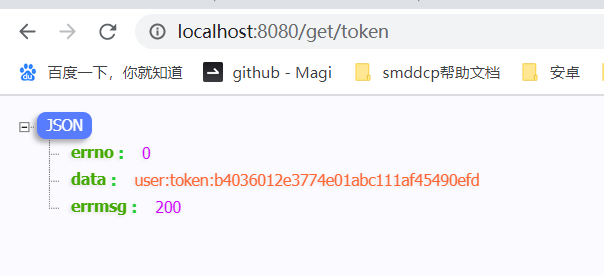 localhost:8080/get/token
百度一下，你就知道 github - Magi smddcp帮助文档 安卓
JSON
errno : 0
data : user:token:b4036012e3774e01abc111af45490efd
errmsg : 200